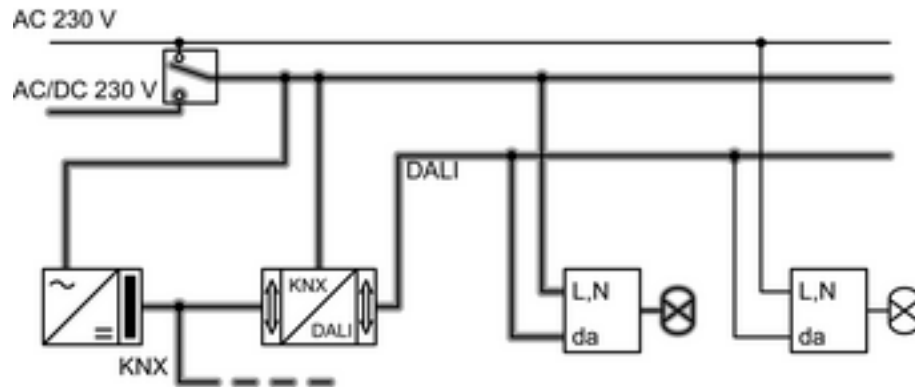 AC 230 V
AC/DC 230 V
DALI
KNX
DALI
L,N
da
L,N
da
KNX